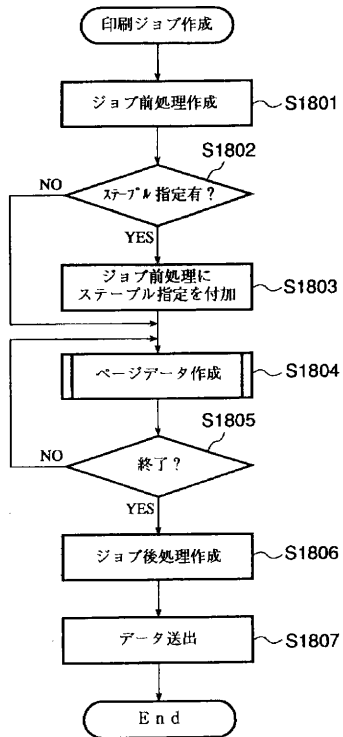 印刷ジョブ作成
ジョブ前処理作成
S1801
S1802
ステープル指定有?
NO
YES
ジョブ前処理に
ステープル指定を付加
S1803
ページデータ作成
S1804
S1805
終了?
NO
YES
ジョブ後処理作成
S1806
データ送出
S1807
End